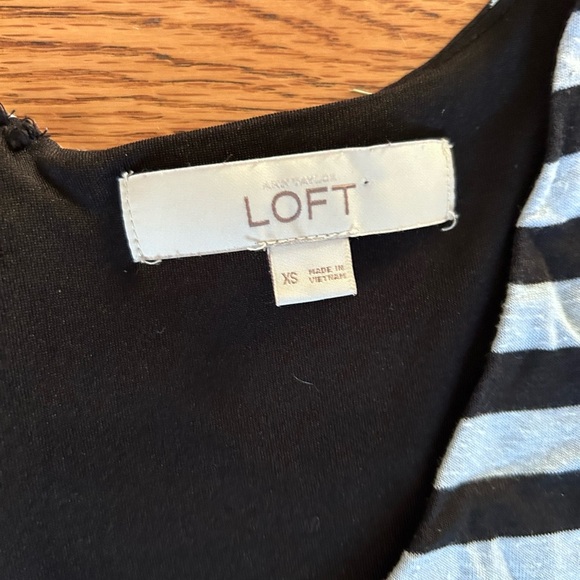 ANN TAYLOR
LOFT
XS
MADE IN
VIETNAM